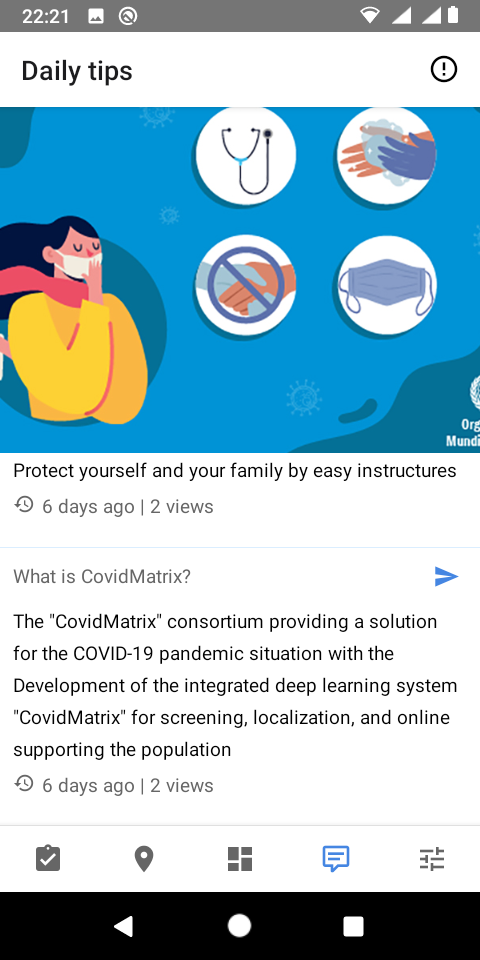 22:21
Daily tips
Org
Mundi
Protect yourself and your family by easy instructures
6 days ago | 2 views
What is CovidMatrix?
The "CovidMatrix" consortium providing a solution
for the COVID-19 pandemic situation with the
Development of the integrated deep learning system
"CovidMatrix" for screening, localization, and online
supporting the population
6 days ago | 2 views